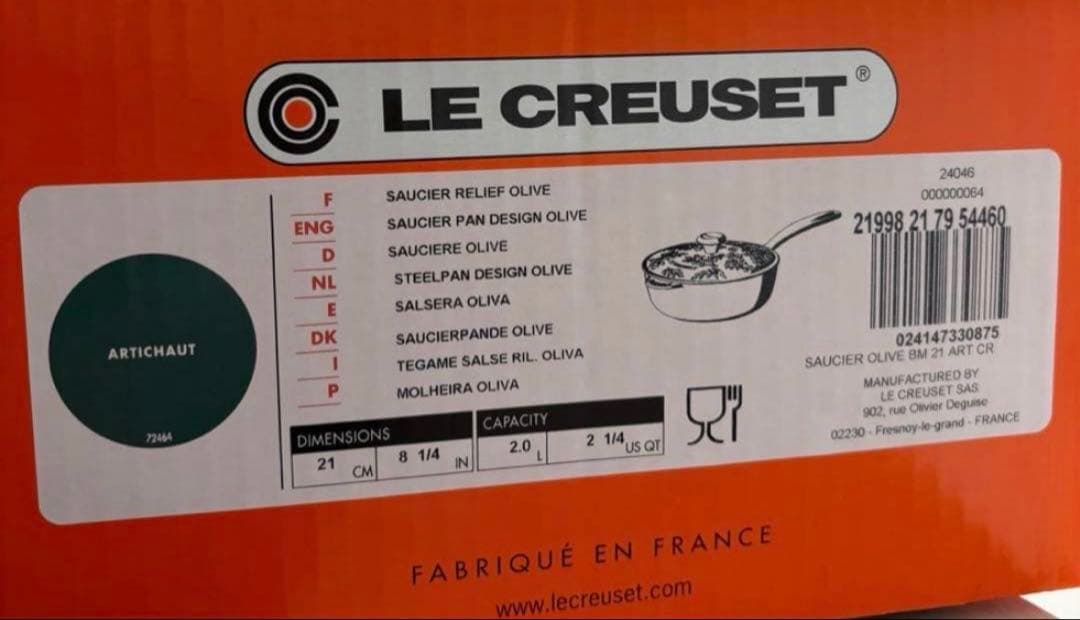 LE CREUSET®
ARTICHAUT
72464
F SAUCIER RELIEF OLIVE
ENG SAUCIER PAN DESIGN OLIVE
D SAUCIERE OLIVE
NL STEELPAN DESIGN OLIVE
E SALSERA OLIVA
DK SAUCIERPANDE OLIVE
I TEGAME SALSE RIL. OLIVA
P MOLHEIRA OLIVA
DIMENSIONS
21 CM 8 1/4 IN
CAPACITY
2.0 L 2 1/4 US QT
24046
000000064
21998 21 79 54460
024147330875
SAUCIER OLIVE BM 21 ART CR
MANUFACTURED BY
LE CREUSET SAS
902, rue Olivier Deguise
02230 - Fresnoy-le-grand - FRANCE
FABRIQUÉ EN FRANCE
www.lecreuset.com